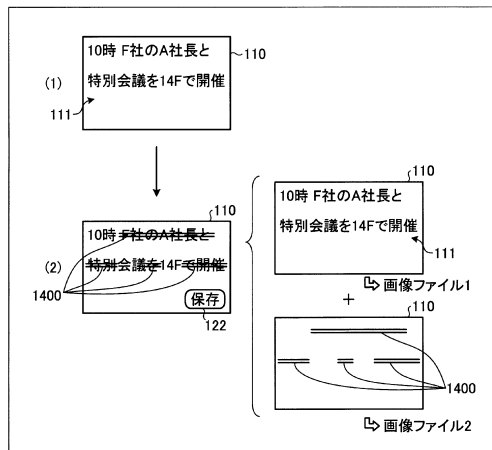 10時 F社のA社長と
特別会議を14Fで開催
110
(1)
111
110
10時 F社のA社長と
特別会議を14Fで開催
(2)
1400
保存
122
110
10時 F社のA社長と
特別会議を14Fで開催
111
画像ファイル1
+
110
1400
画像ファイル2